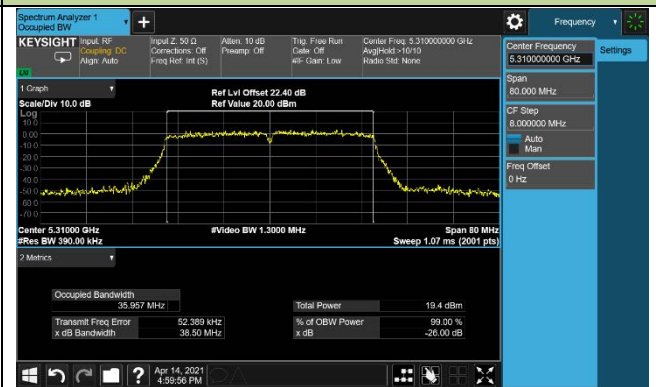 Spectrum Analyzer 1
Occupied BW
Frequency
KEYSIGHT
Input: RF
Coupling: DC
Align: Auto
Input Z: 50 Ω
Corrections: Off
Freq Ref: Int (S)
Atten: 10 dB
Preamp: Off
Trig: Free Run
Gate: Off
#IF Gain: Low
Center Freq: 5.310000000 GHz
Avg|Hold:>10/10
Radio Std: None
Center Frequency
5.310000000 GHz
Settings
Span
80.000 MHz
CF Step
8.000000 MHz
Auto
Man
Freq Offset
0 Hz
1 Graph
Scale/Div 10.0 dB
Ref Lvl Offset 22.40 dB
Ref Value 20.00 dBm
Log
10.0
0.00
-10.0
-20.0
-30.0
-40.0
-50.0
-60.0
-70.0
Center 5.31000 GHz
#Video BW 1.3000 MHz
Span 80 MHz
#Res BW 390.00 kHz
Sweep 1.07 ms (2001 pts)
2 Metrics
Occupied Bandwidth
35.957 MHz
Total Power
19.4 dBm
Transmit Freq Error
52.389 kHz
% of OBW Power
99.00 %
x dB Bandwidth
38.50 MHz
x dB
-26.00 dB
Apr 14, 2021
4:59:56 PM